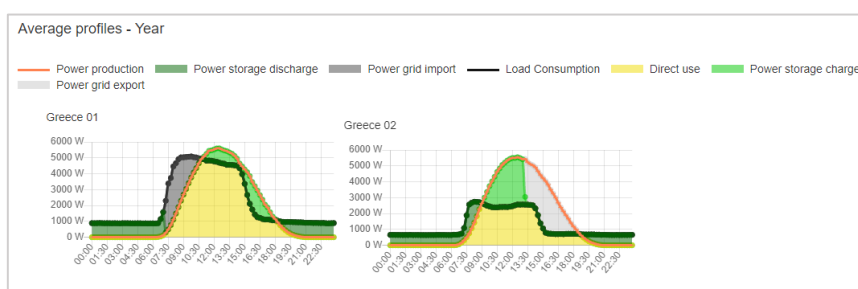 Average profiles - Year
Power production Power storage discharge Power grid import Load Consumption Direct use Power storage charge
Power grid export
Greece 01
6000 W
5000 W
4000 W
3000 W
2000 W
1000 W
0 W
00:00 01:30 03:00 04:30 06:00 07:30 09:00 10:30 12:00 13:30 15:00 16:30 18:00 19:30 21:00 22:30
Greece 02
6000 W
5000 W
4000 W
3000 W
2000 W
1000 W
0 W
00:00 01:30 03:00 04:30 06:00 07:30 09:00 10:30 12:00 13:30 15:00 16:30 18:00 19:30 21:00 22:30